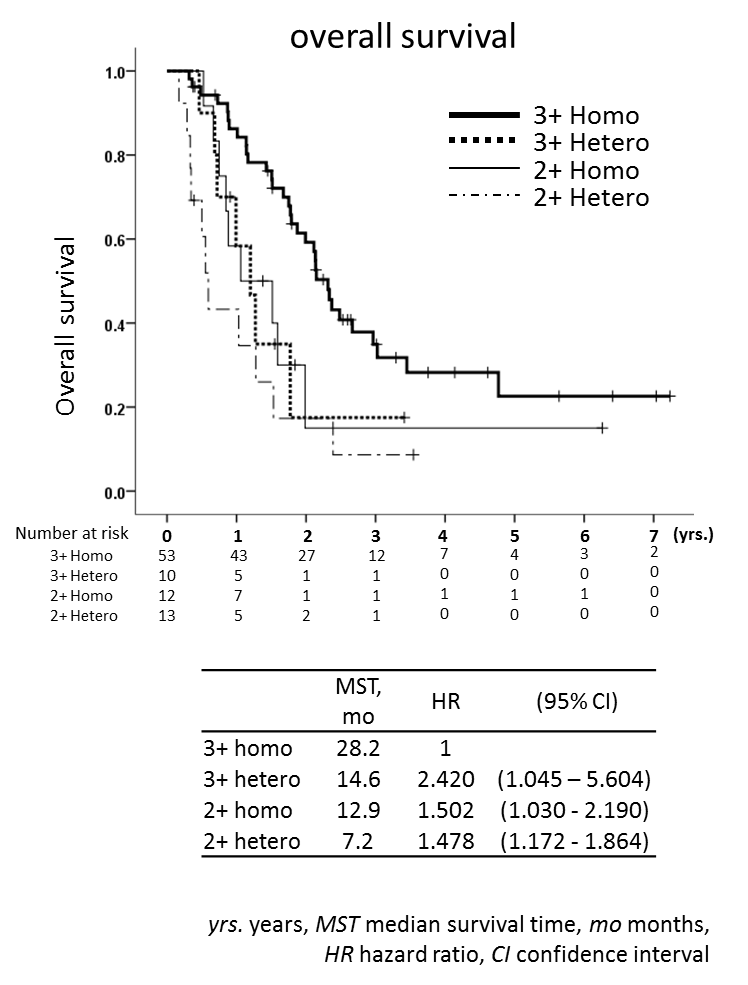 overall survival
3+ Homo
3+ Hetero
2+ Homo
2+ Hetero
Overall survival
1.0
0.8
0.6
0.4
0.2
0.0
Number at risk 0 1 2 3 4 5 6 7 (yrs.)
3+ Homo 53 43 27 12 7 4 3 2
3+ Hetero 10 5 1 1 0 0 0 0
2+ Homo 12 7 1 1 1 1 1 0
2+ Hetero 13 5 2 1 0 0 0 0
MST, mo HR (95% CI)
3+ homo 28.2 1
3+ hetero 14.6 2.420 (1.045 – 5.604)
2+ homo 12.9 1.502 (1.030 - 2.190)
2+ hetero 7.2 1.478 (1.172 - 1.864)
yrs. years, MST median survival time, mo months,
HR hazard ratio, CI confidence interval